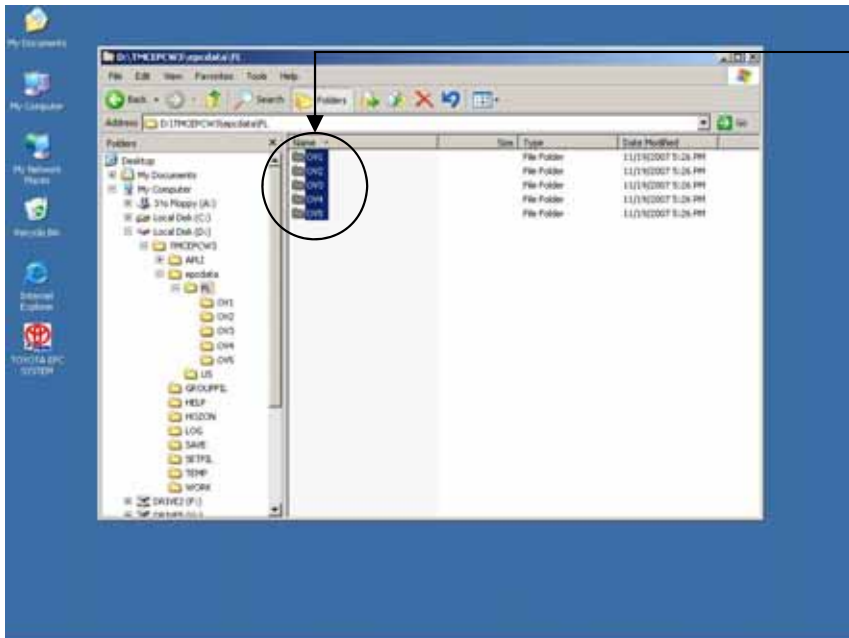 My Documents
My Computer
My Network
Places
Recycle Bin
Internet
Explorer
TOYOTA EPC
SYSTEM
D:\TMCEPCW3\epcdata\FL
File Edit View Favorites Tools Help
Back Search Folders
Address D:\TMCEPCW3\epcdata\FL Go
Folders X Name Size Type Date Modified
Desktop
My Documents
My Computer
3½ Floppy (A:)
Local Disk (C:)
Local Disk (D:)
TMCEPCW3
APLI
epcdata
FL
OV1
OV2
OV3
OV4
OV5
US
GROUPFIL
HELP
HOZON
LOG
SAVE
SETFIL
TEMP
WORK
DRIVE2 (F:)
OV1 File Folder 11/19/2007 5:26 PM
OV2 File Folder 11/19/2007 5:26 PM
OV3 File Folder 11/19/2007 5:26 PM
OV4 File Folder 11/19/2007 5:26 PM
OV5 File Folder 11/19/2007 5:26 PM